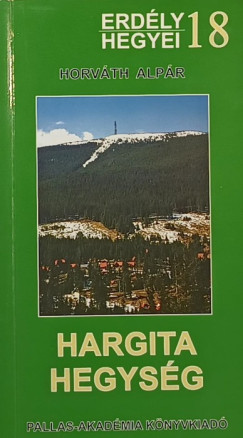 ERDÉLY
HEGYEI 18
HORVÁTH ALPÁR
HARGITA
HEGYSÉG
PALLAS-AKADÉMIA KÖNYVKIADÓ